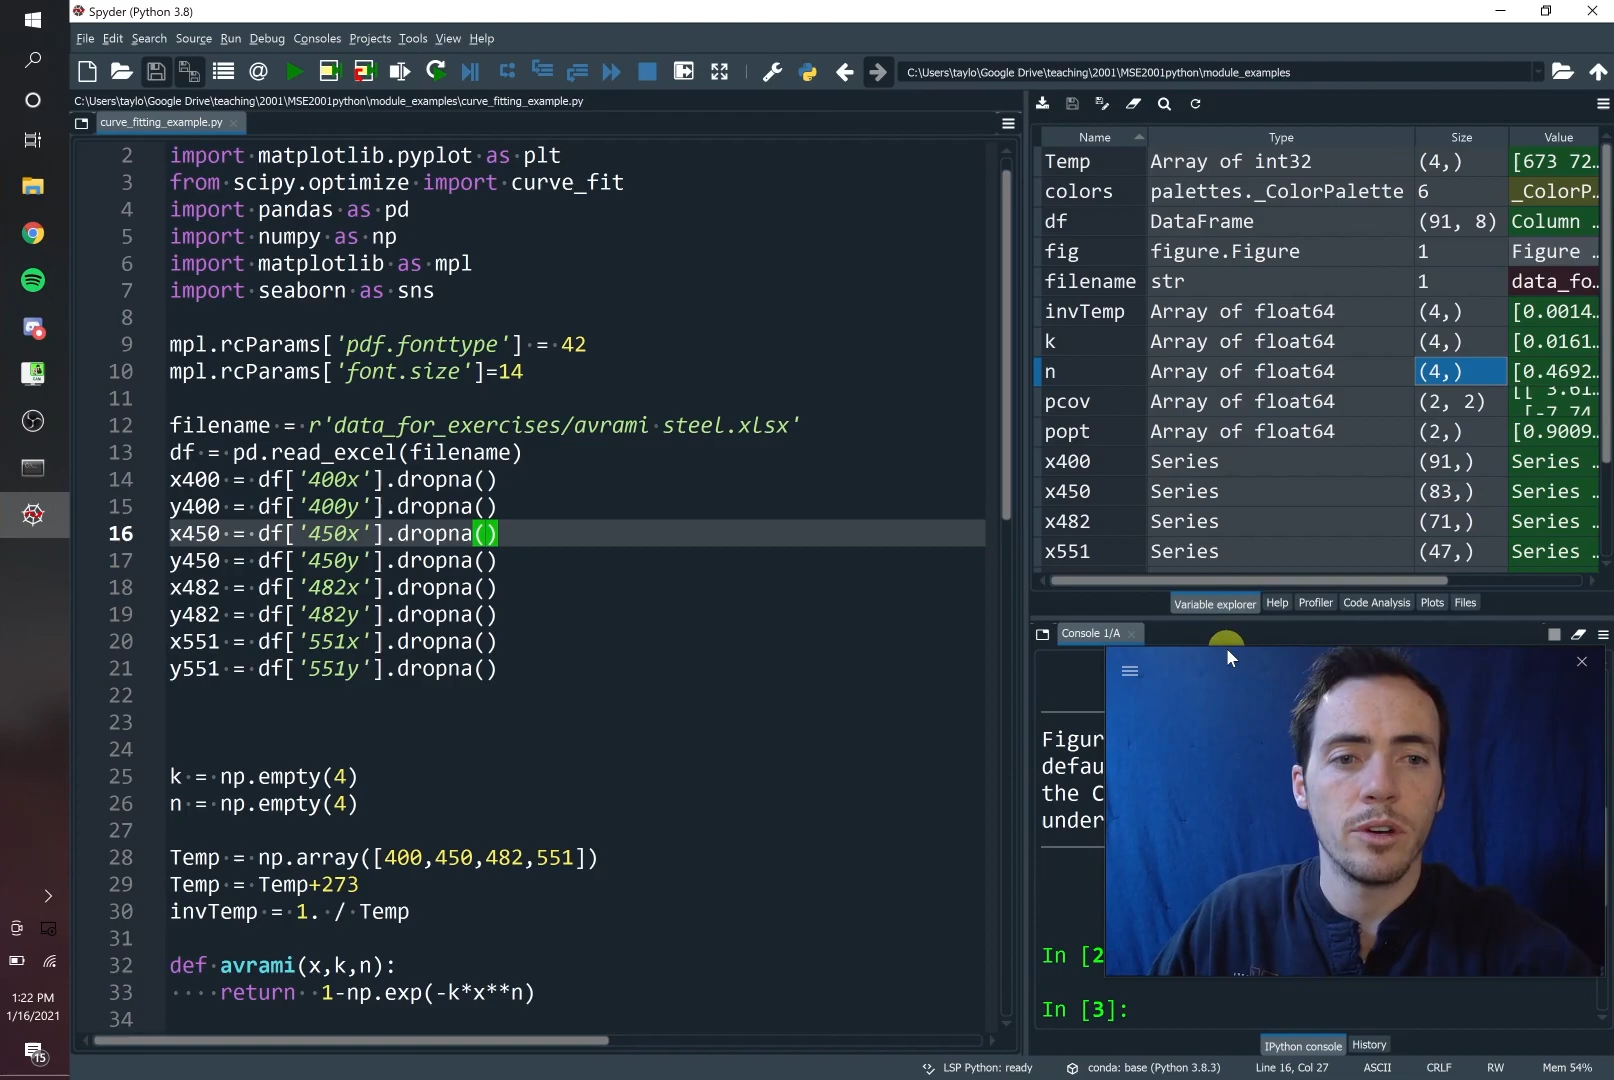 Spyder (Python 3.8)
File Edit Search Source Run Debug Consoles Projects Tools View Help
C:\Users\taylo\Google Drive\teaching\2001\MSE2001python\module_examples
C:\Users\taylo\Google Drive\teaching\2001\MSE2001python\module_examples\curve_fitting_example.py
curve_fitting_example.py
2 import matplotlib.pyplot as plt
3 from scipy.optimize import curve_fit
4 import pandas as pd
5 import numpy as np
6 import matplotlib as mpl
7 import seaborn as sns
8
9 mpl.rcParams['pdf.fonttype'] = 42
10 mpl.rcParams['font.size']=14
11
12 filename = r'data_for_exercises/avrami steel.xlsx'
13 df = pd.read_excel(filename)
14 x400 = df['400x'].dropna()
15 y400 = df['400y'].dropna()
16 x450 = df['450x'].dropna()
17 y450 = df['450y'].dropna()
18 x482 = df['482x'].dropna()
19 y482 = df['482y'].dropna()
20 x551 = df['551x'].dropna()
21 y551 = df['551y'].dropna()
22
23
24
25 k = np.empty(4)
26 n = np.empty(4)
27
28 Temp = np.array([400,450,482,551])
29 Temp = Temp+273
30 invTemp = 1. / Temp
31
32 def avrami(x,k,n):
33 return 1-np.exp(-k*x**n)
34
Name Type Size Value
Temp Array of int32 (4,) [673 72…
colors palettes._ColorPalette 6 _ColorP…
df DataFrame (91, 8) Column …
fig figure.Figure 1 Figure …
filename str 1 data_fo…
invTemp Array of float64 (4,) [0.0014…
k Array of float64 (4,) [0.0161…
n Array of float64 (4,) [0.4692…
pcov Array of float64 (2, 2) [[ 3.61… [-7.74
popt Array of float64 (2,) [0.9009…
x400 Series (91,) Series …
x450 Series (83,) Series …
x482 Series (71,) Series …
x551 Series (47,) Series …
Variable explorer Help Profiler Code Analysis Plots Files
Console 1/A
Figur
defau
the C
under
In [2
In [3]:
IPython console History
LSP Python: ready conda: base (Python 3.8.3) Line 16, Col 27 ASCII CRLF RW Mem 54%
1:22 PM
1/16/2021
15